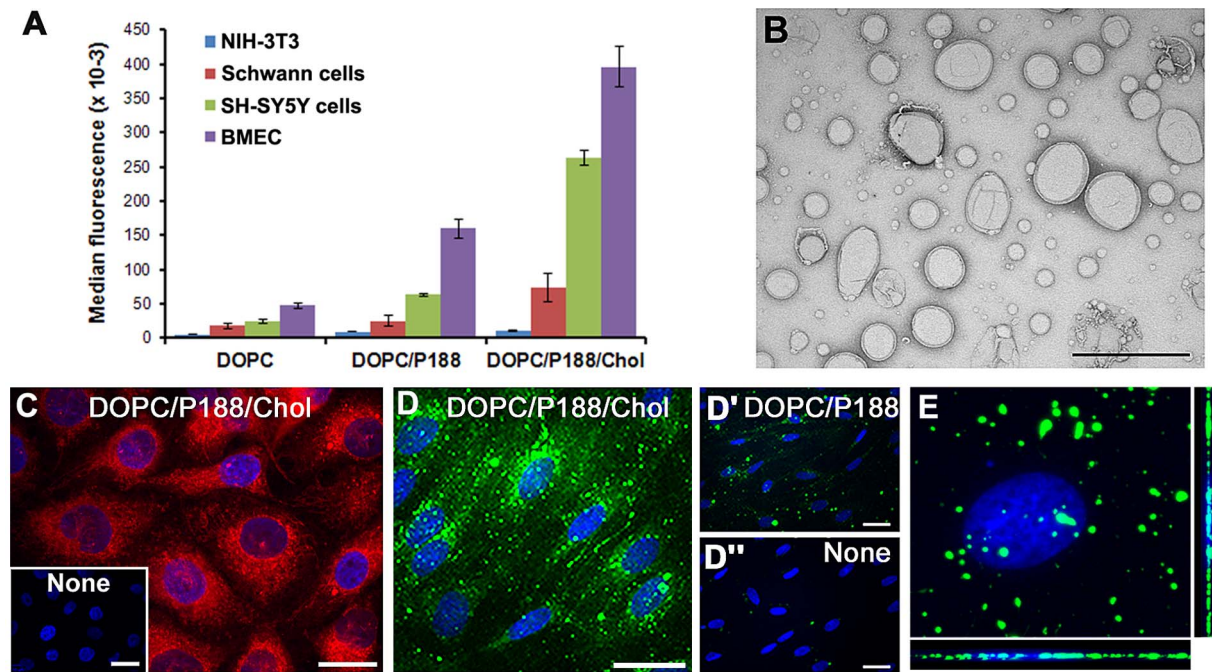 A
Median fluorescence (x 10-3)
450
400
350
300
250
200
150
100
50
0
NIH-3T3
Schwann cells
SH-SY5Y cells
BMEC
DOPC
DOPC/P188
DOPC/P188/Chol
B
C
DOPC/P188/Chol
None
D
DOPC/P188/Chol
D'
DOPC/P188
D"
None
E